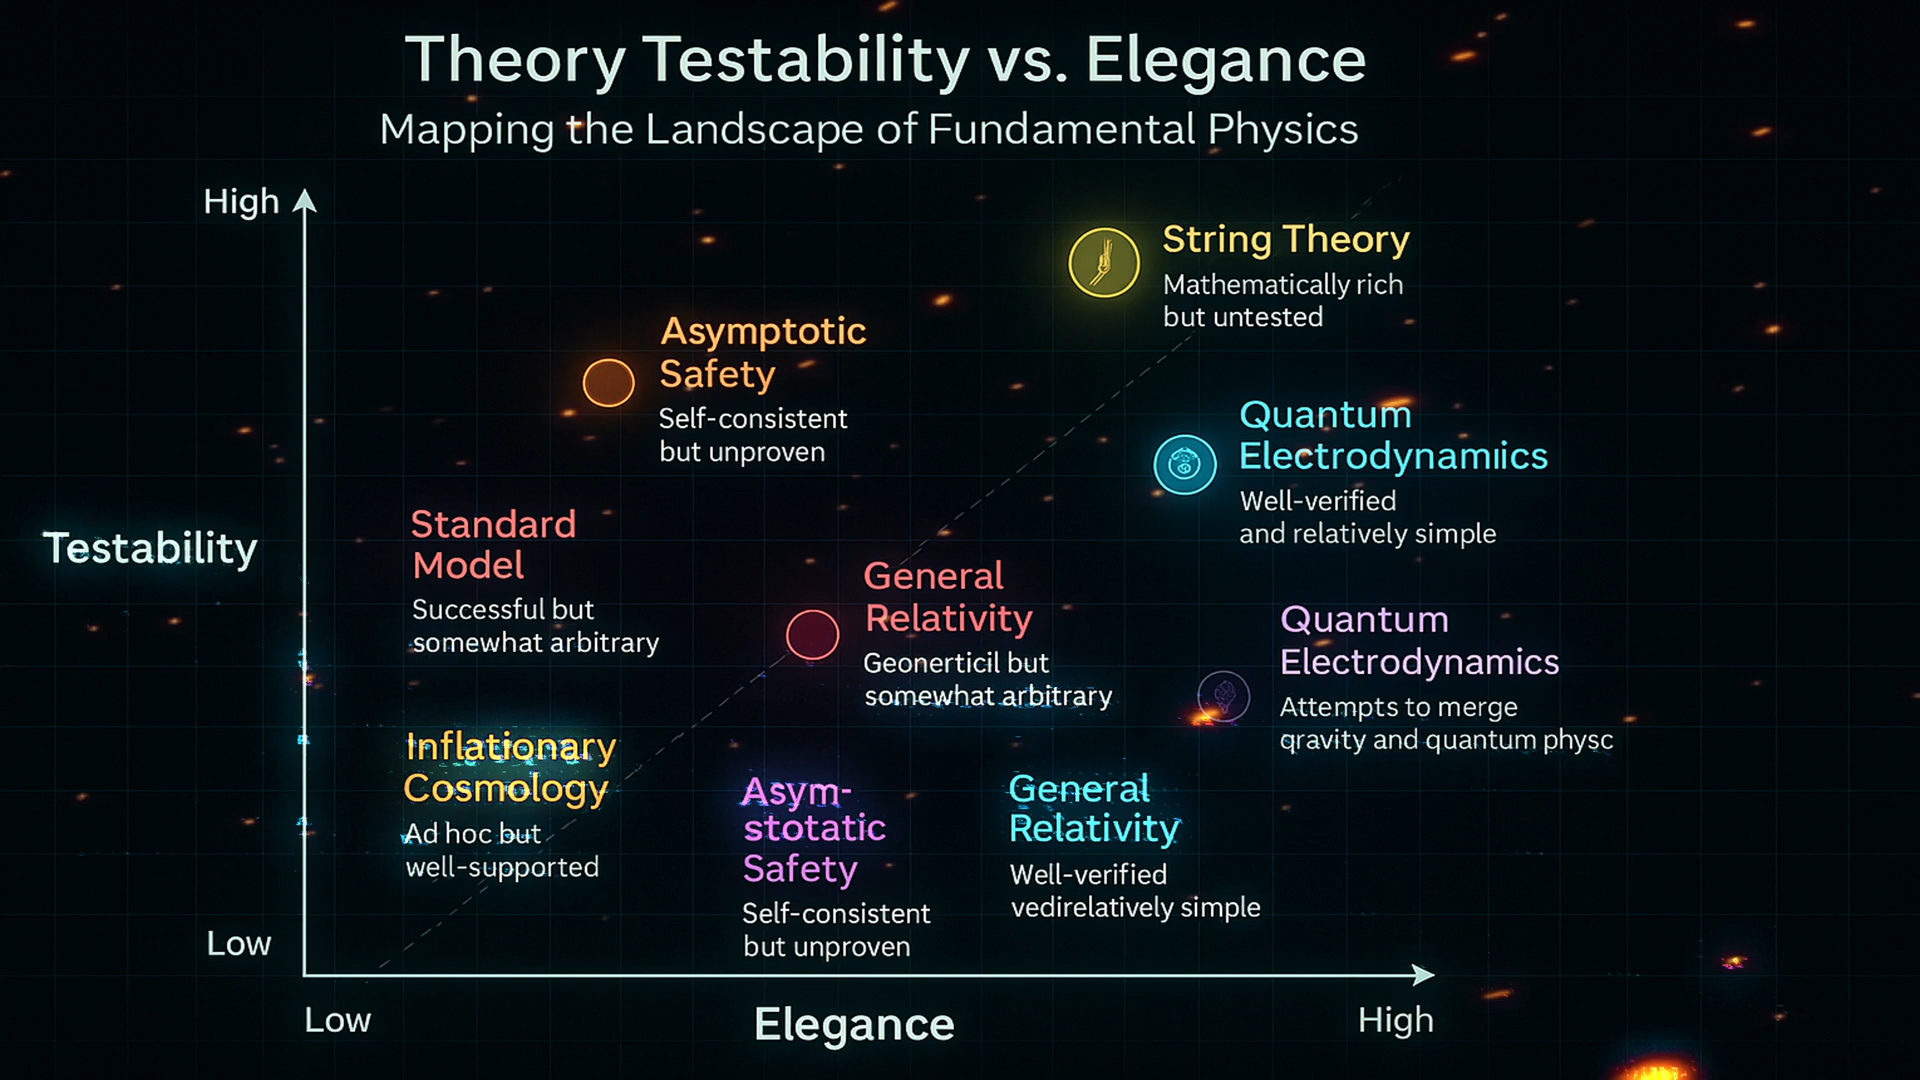 Theory Testability vs. Elegance
Mapping the Landscape of Fundamental Physics
High
String Theory
Mathematically rich
but untested
Asymptotic
Safety
Self-consistent
but unproven
Quantum
Electrodynamiics
Well-verified
and relatively simple
Standard
Model
Successful but
somewhat arbitrary
Testability
General
Relativity
Geonerticil but
somewhat arbitrary
Quantum
Electrodynamics
Attempts to merge
qravity and quantum physc
Inflationary
Cosmology
Ad hoc but
well-supported
Asym-
stotatic
Safety
Self-consistent
but unproven
General
Relativity
Well-verified
vedirelatively simple
Low
Low
Elegance
High